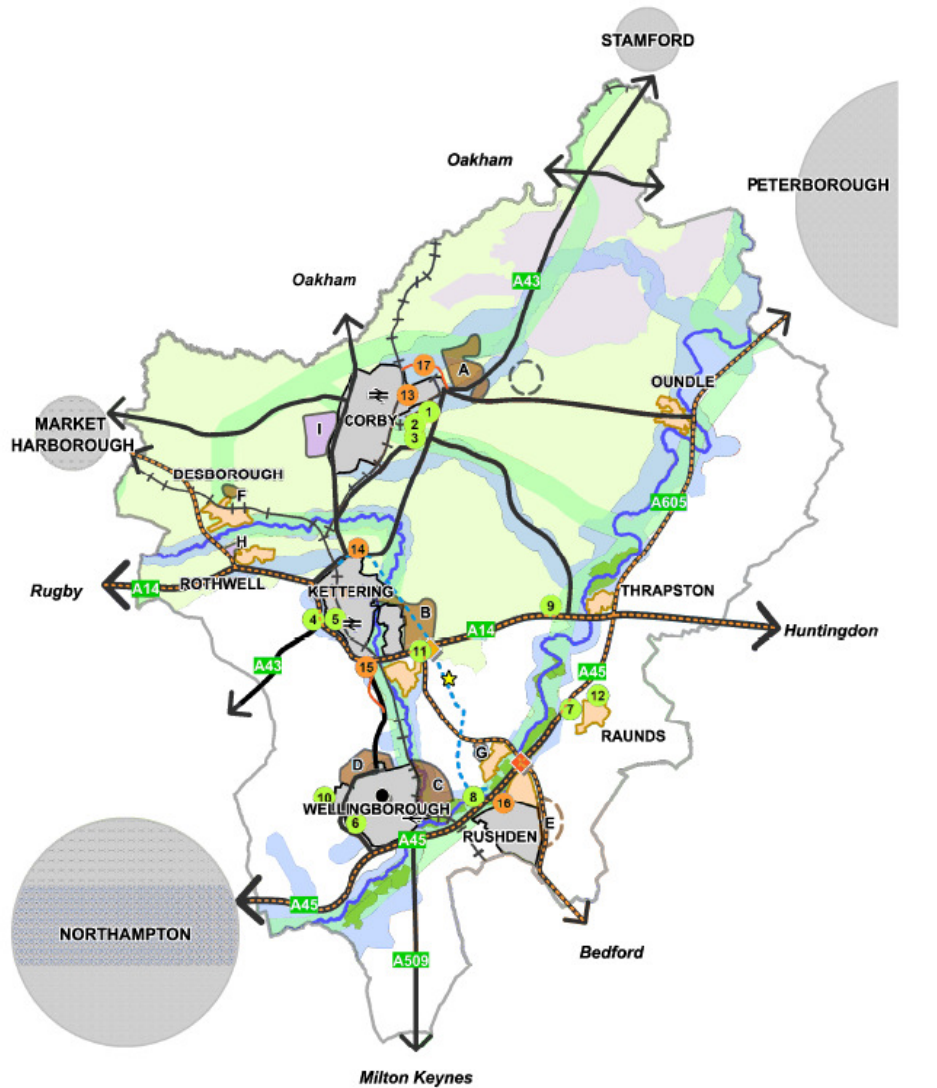 STAMFORD
Oakham
PETERBOROUGH
Oakham
A43
17
A
OUNDLE
13
1
MARKET
HARBOROUGH
I
CORBY
2
3
DESBOROUGH
F
A605
H
14
Rugby
A14
ROTHWELL
KETTERING
THRAPSTON
B
9
4
5
A14
Huntingdon
11
A43
15
A45
12
7
RAUNDS
G
D
C
10
WELLINGBOROUGH
8
16
6
A45
RUSHDEN
E
A45
NORTHAMPTON
Bedford
A509
Milton Keynes